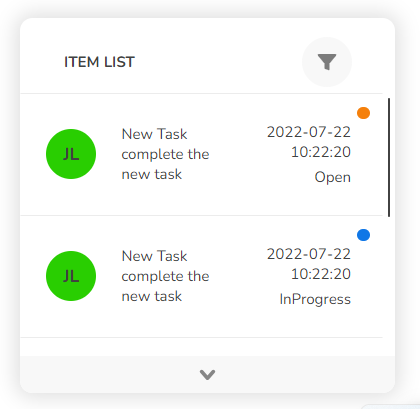 ITEM LIST
JL
New Task
complete the
new task
2022-07-22
10:22:20
Open
JL
New Task
complete the
new task
2022-07-22
10:22:20
InProgress